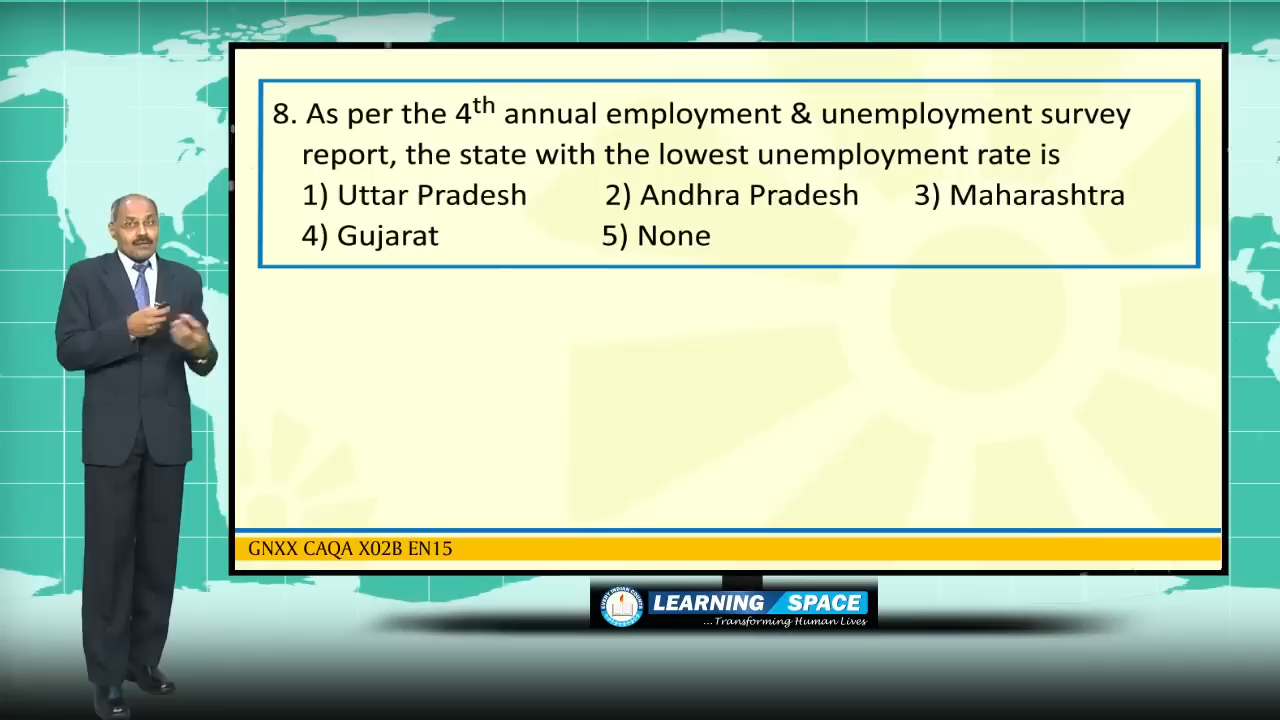 8. As per the 4th annual employment & unemployment survey
report, the state with the lowest unemployment rate is
1) Uttar Pradesh 2) Andhra Pradesh 3) Maharashtra
4) Gujarat 5) None
GNXX CAQA X02B EN15
LEARNING SPACE
...Transforming Human Lives